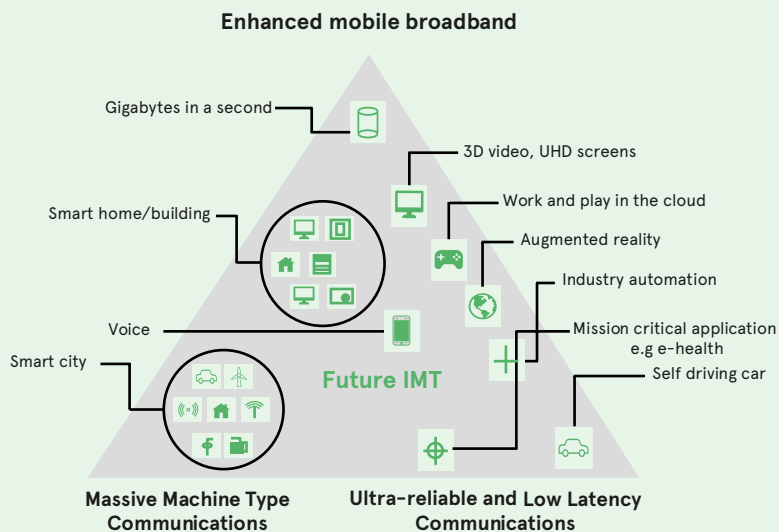 Enhanced mobile broadband
Gigabytes in a second
3D video, UHD screens
Work and play in the cloud
Smart home/building
Augmented reality
Industry automation
Voice
Mission critical application
e.g e-health
Smart city
Self driving car
Future IMT
Massive Machine Type
Communications
Ultra-reliable and Low Latency
Communications